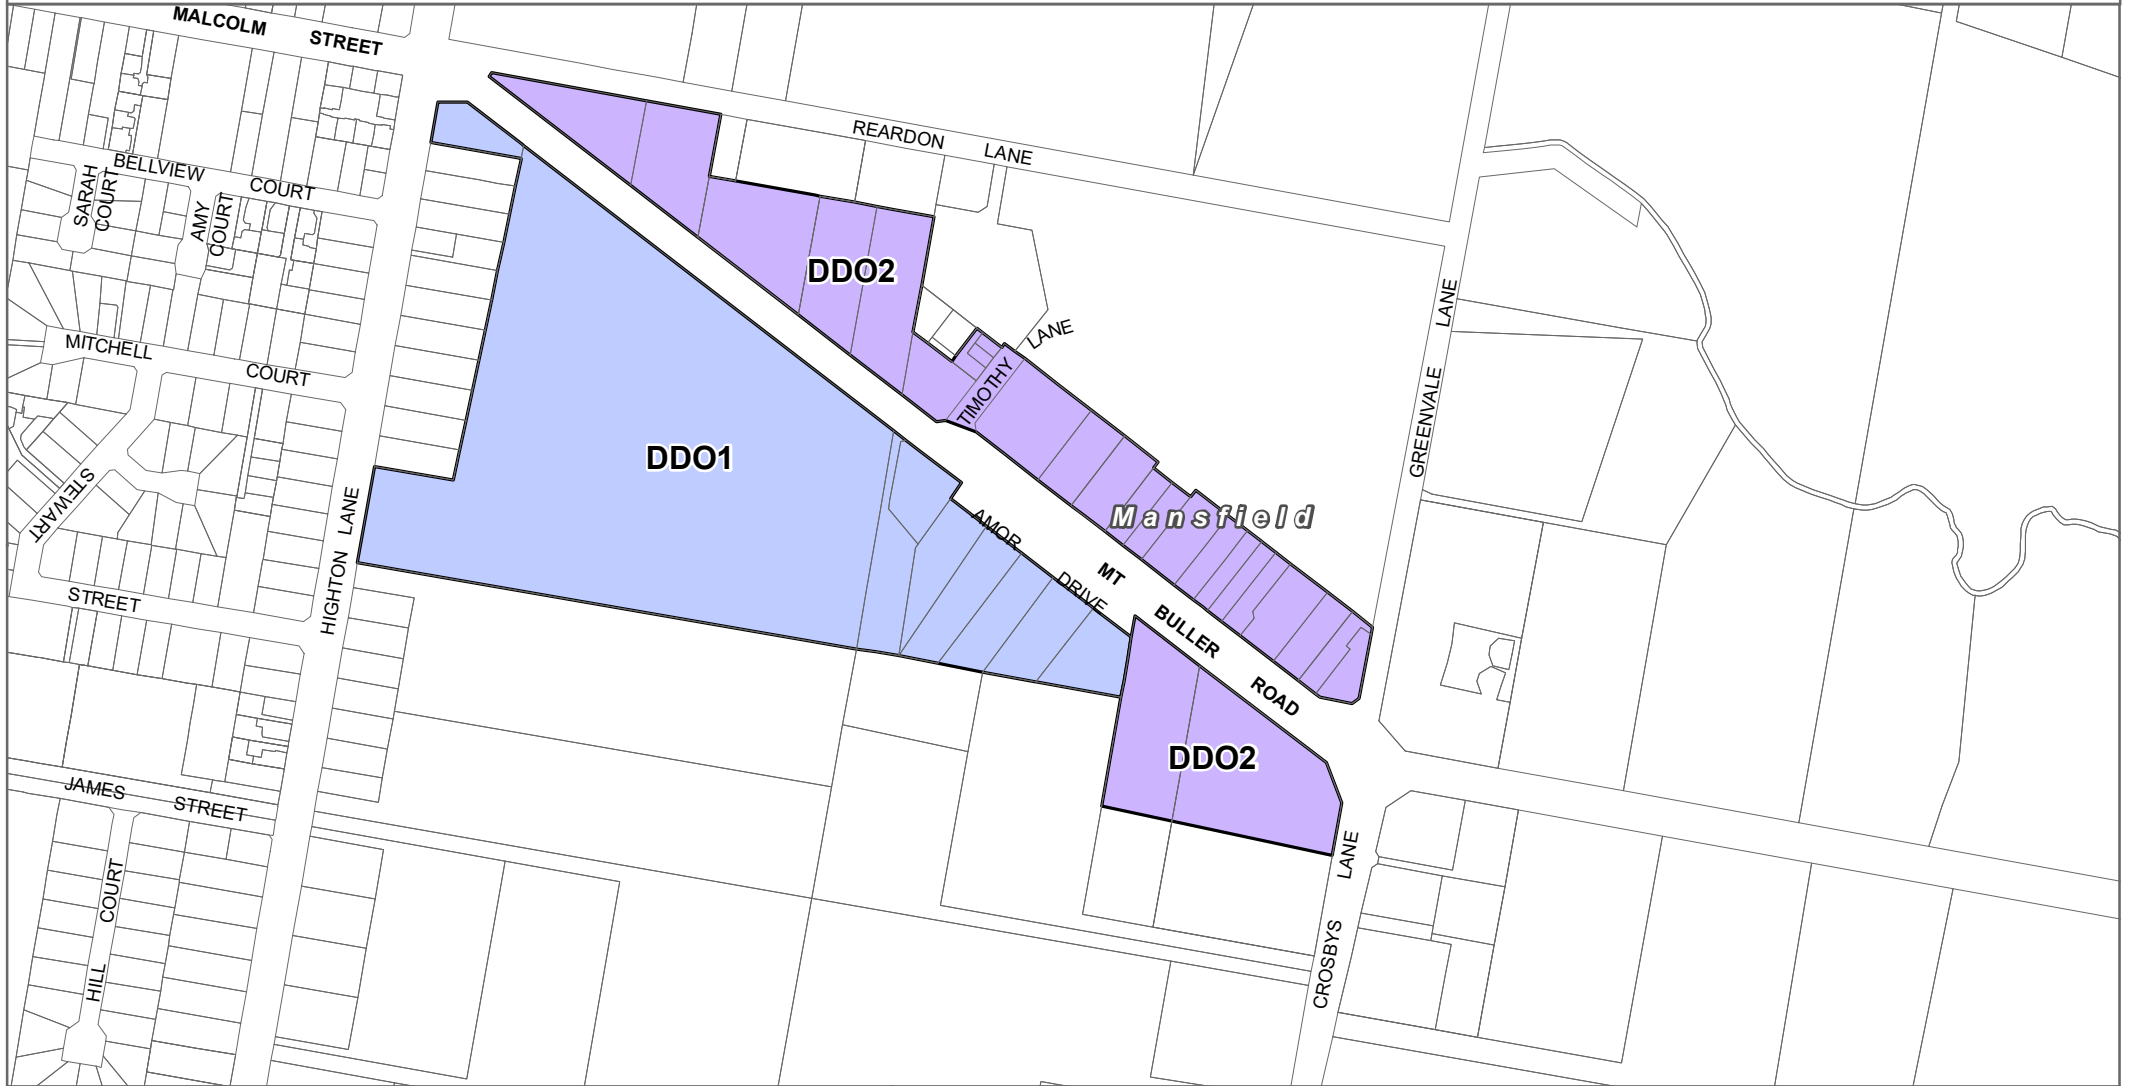 MALCOLM STREET
REARDON LANE
BELLVIEW COURT
SARAH
COURT
AMY
COURT
DDO2
GREENVALE LANE
TIMOTHY LANE
MITCHELL COURT
DDO1
STEWART
STREET
HIGHTON LANE
Mansfield
AMOR DRIVE
MT BULLER ROAD
DDO2
JAMES STREET
HILL COURT
CROSBYS LANE